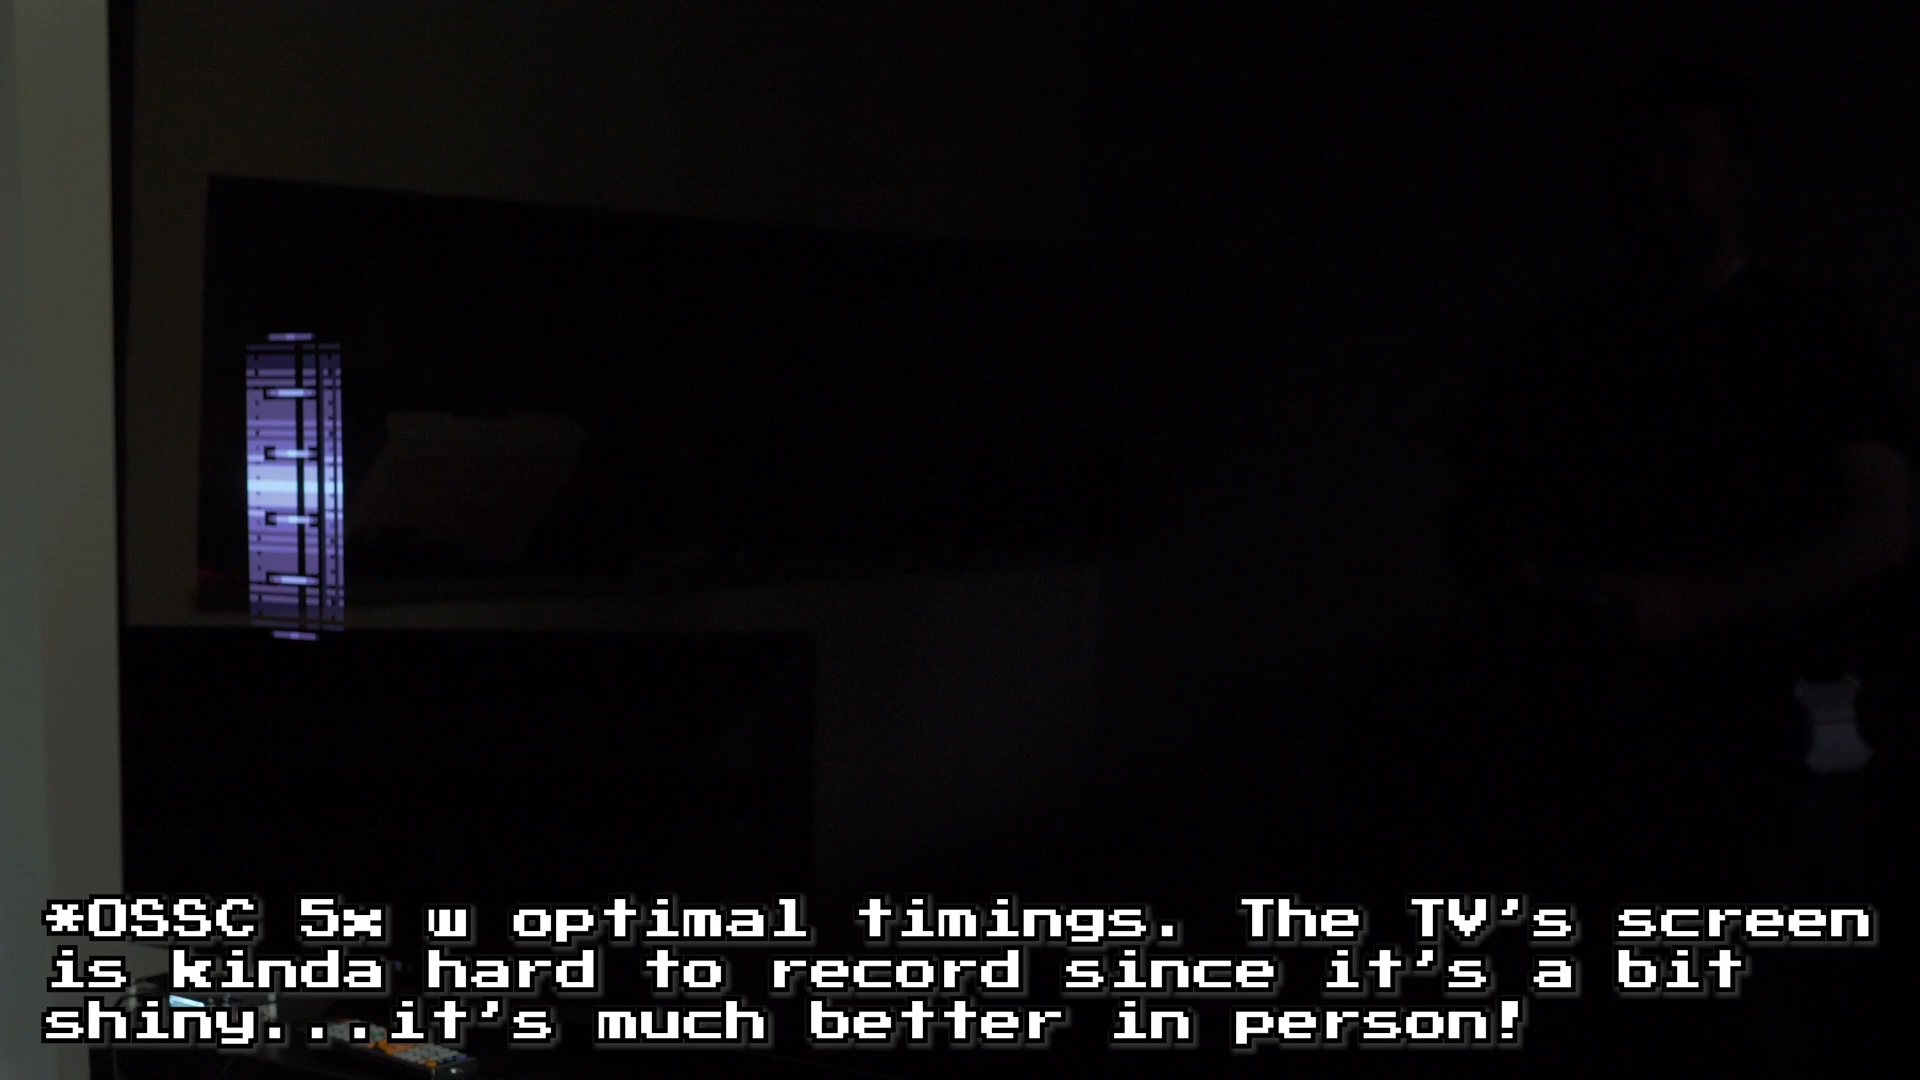 *OSSC 5x w optimal timings. The TV's screen
is kinda hard to record since it's a bit
shiny...it's much better in person!